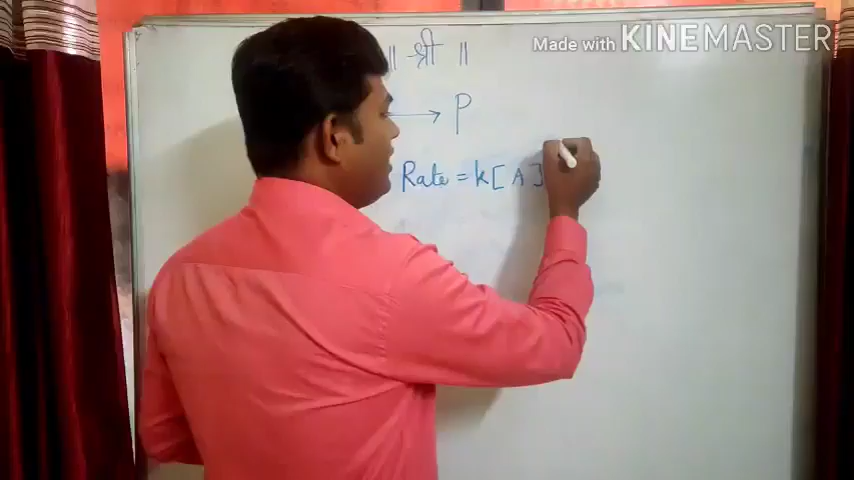 ॥ श्री ॥
Made with KINEMASTER
→ P
Rate = k[A]